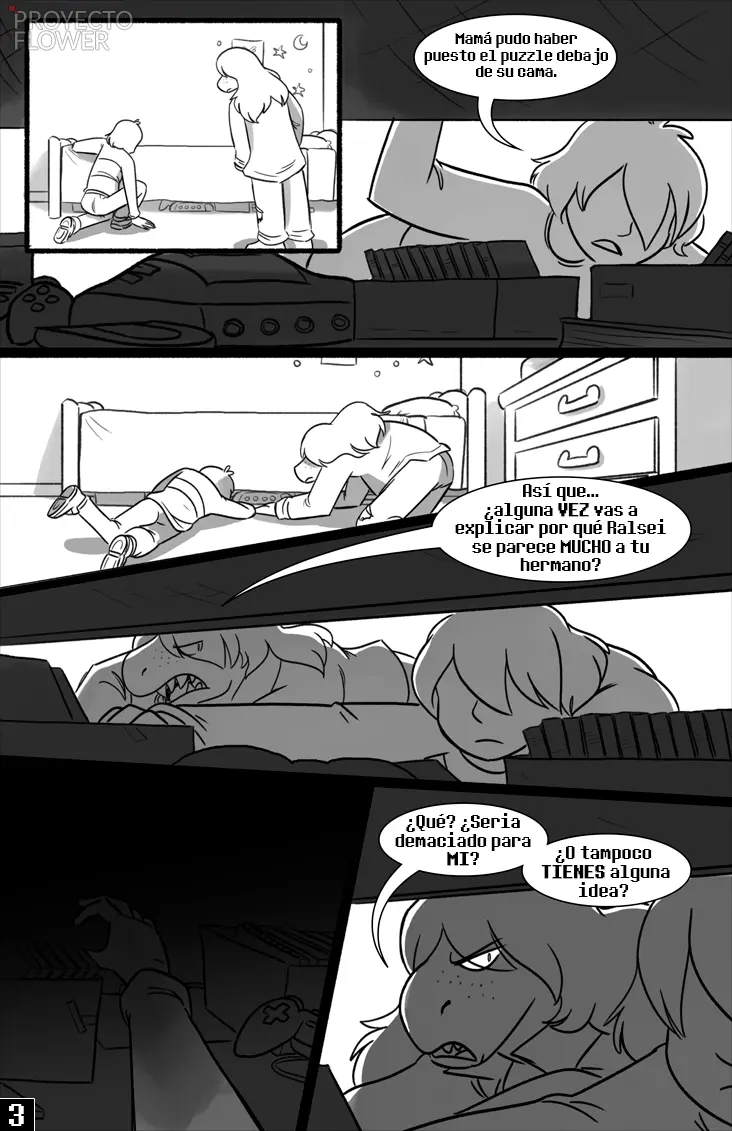 PROYECTO
FLOWER
Mamá pudo haber
puesto el puzzle debajo
de su cama.
Así que...
¿alguna VEZ vas a
explicar por qué Ralsei
se parece MUCHO a tu
hermano?
¿Qué? ¿Seria
demaciado para
MI?
¿O tampoco
TIENES alguna
idea?
3